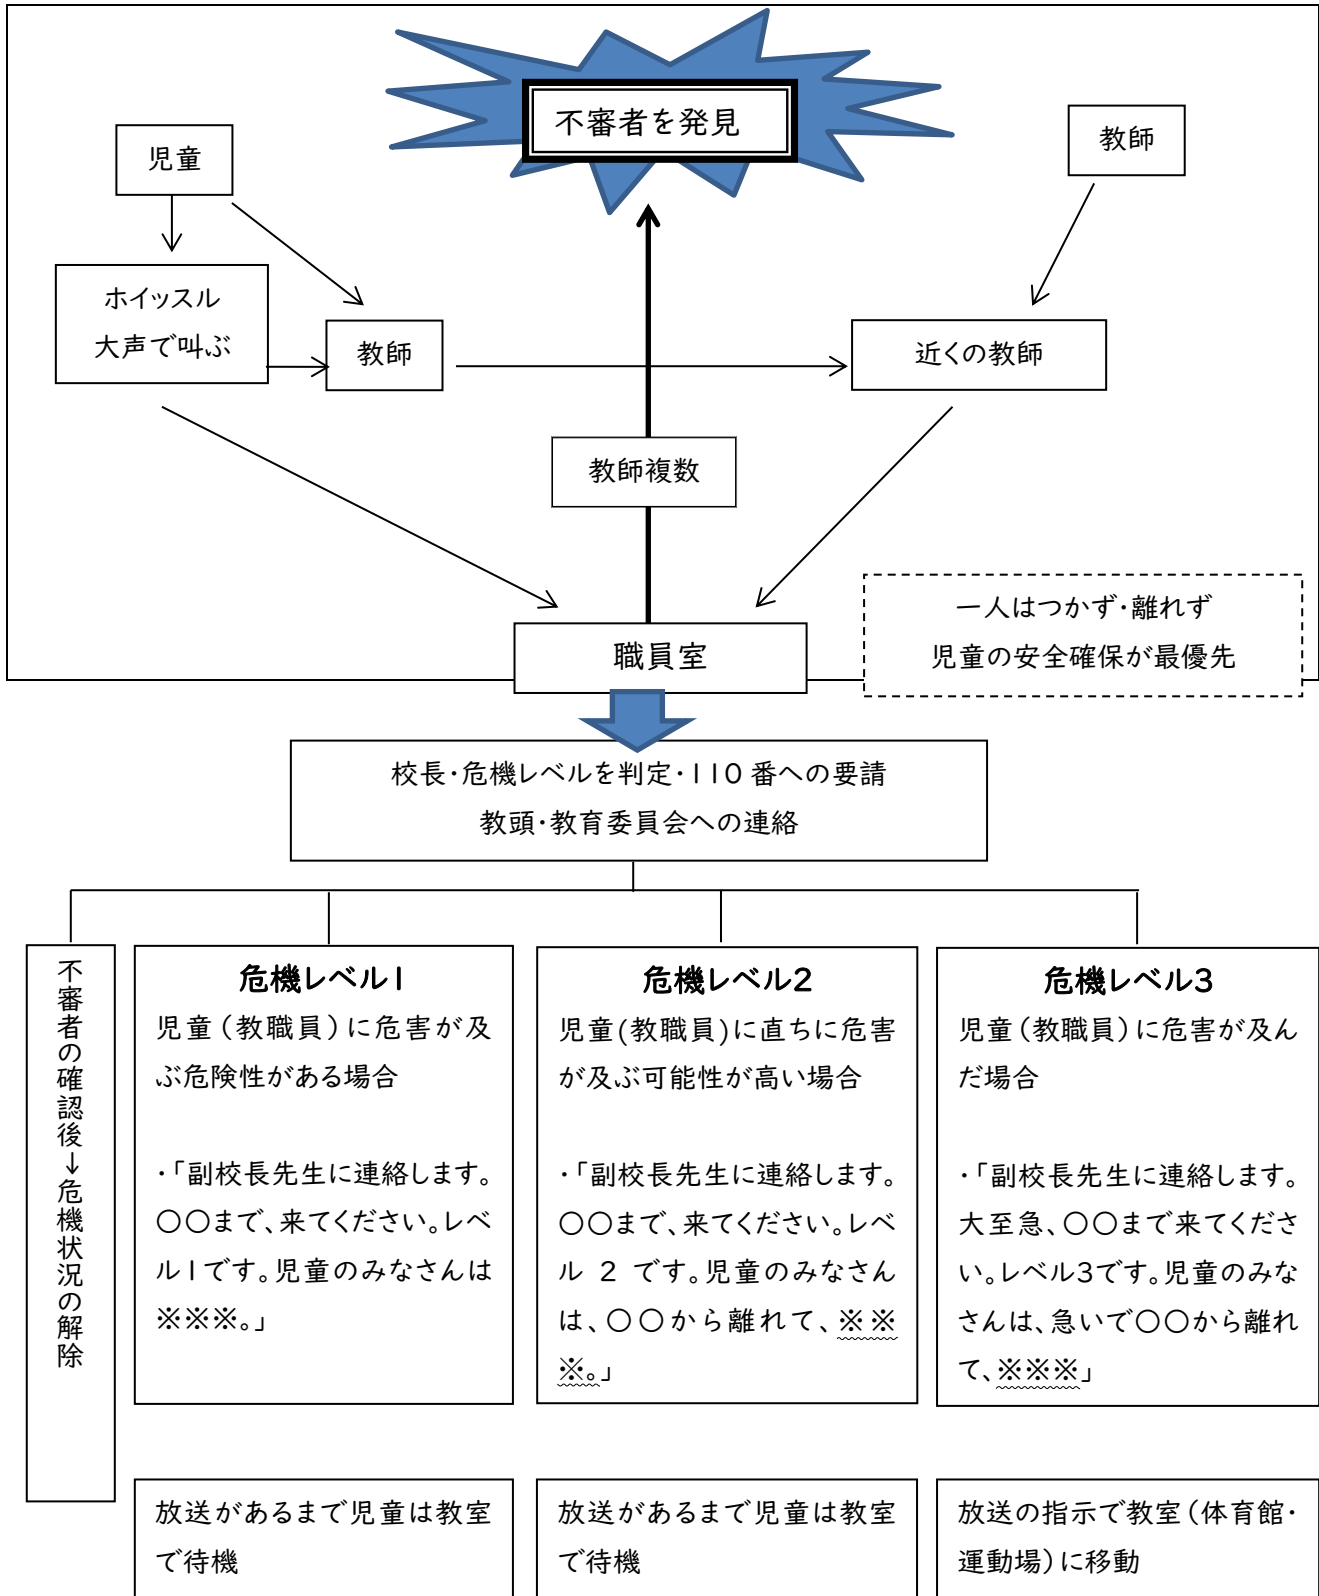 不審者を発見
児童
教師
ホイッスル
大声で叫ぶ
教師
近くの教師
教師複数
一人はつかず・離れず
児童の安全確保が最優先
職員室
校長・危機レベルを判定・110番への要請
教頭・教育委員会への連絡
不審者の確認後→危機状況の解除
危機レベル1
児童（教職員）に危害が及
ぶ危険性がある場合
・「副校長先生に連絡します。
〇〇まで、来てください。レベ
ル1です。児童のみなさんは
※※※。」
危機レベル2
児童(教職員)に直ちに危害
が及ぶ可能性が高い場合
・「副校長先生に連絡します。
〇〇まで、来てください。レベ
ル 2 です。児童のみなさん
は、〇〇から離れて、※※
※。」
危機レベル3
児童（教職員）に危害が及ん
だ場合
・「副校長先生に連絡します。
大至急、〇〇まで来てくださ
い。レベル3です。児童のみな
さんは、急いで〇〇から離れ
て、※※※」
放送があるまで児童は教室
で待機
放送があるまで児童は教室
で待機
放送の指示で教室（体育館・
運動場）に移動